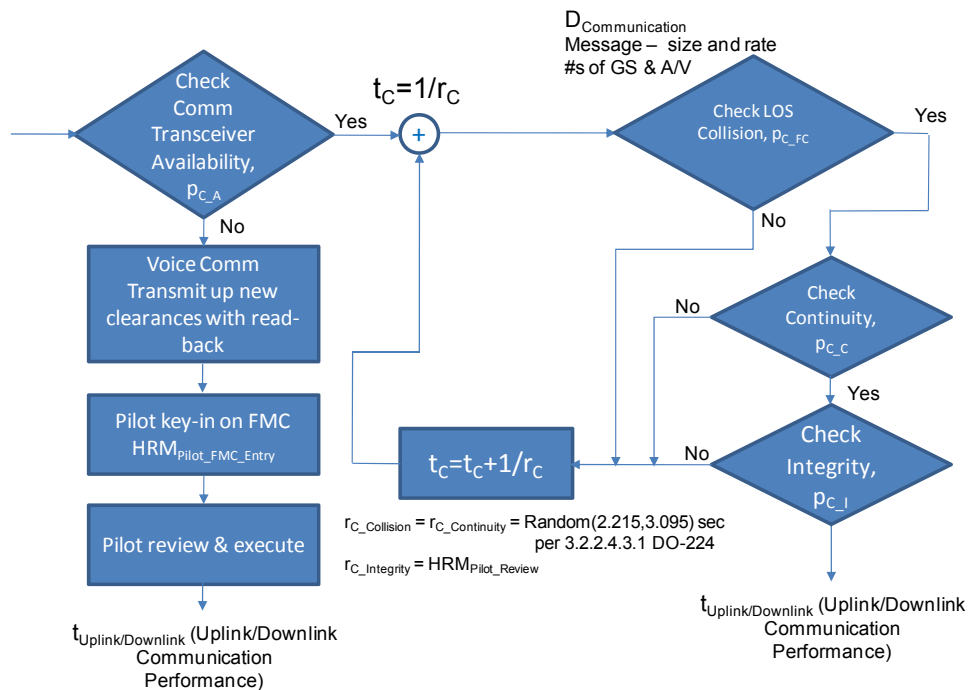 Check
Comm
Transceiver
Availability,
pC_A
Yes
No
tC=1/rC
+
DCommunication
Message – size and rate
#s of GS & A/V
Check LOS
Collision, pC_FC
Yes
No
Voice Comm
Transmit up new
clearances with read-
back
Pilot key-in on FMC
HRMPilot_FMC_Entry
Pilot review & execute
tUplink/Downlink (Uplink/Downlink
Communication
Performance)
Check
Continuity,
pC_C
No
Yes
Check
Integrity,
pC_I
No
tC=tC+1/rC
rC_Collision = rC_Continuity = Random(2.215,3.095) sec
per 3.2.2.4.3.1 DO-224
rC_Integrity = HRMPilot_Review
tUplink/Downlink (Uplink/Downlink
Communication
Performance)